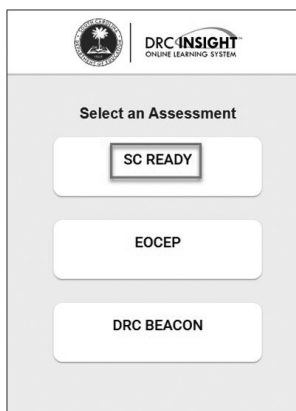 DRC INSIGHT
ONLINE LEARNING SYSTEM
Select an Assessment
SC READY
EOCEP
DRC BEACON